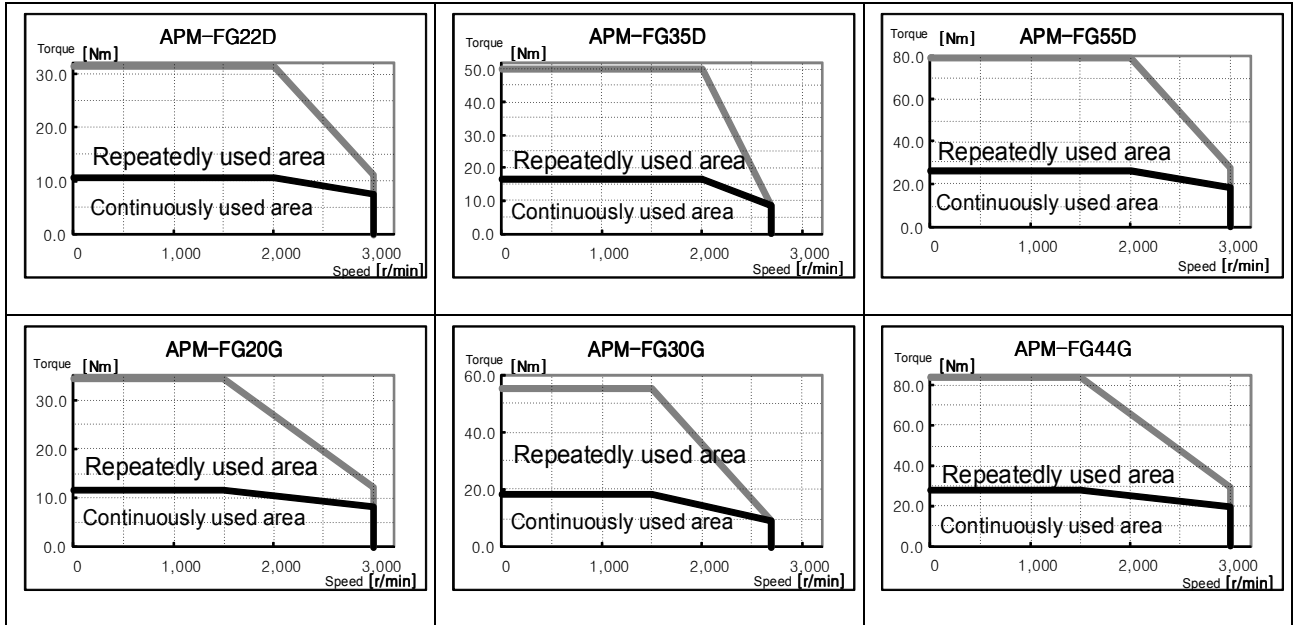 APM-FG22D
Torque [Nm]
30.0
20.0
Repeatedly used area
10.0
Continuously used area
0.0
0 1,000 2,000 3,000
Speed [r/min]
APM-FG35D
Torque [Nm]
50.0
40.0
30.0
20.0
Repeatedly used area
10.0
Continuously used area
0.0
0 1,000 2,000 3,000
Speed [r/min]
APM-FG55D
Torque [Nm]
80.0
60.0
40.0
Repeatedly used area
20.0
Continuously used area
0.0
0 1,000 2,000 3,000
Speed [r/min]
APM-FG20G
Torque [Nm]
30.0
20.0
Repeatedly used area
10.0
Continuously used area
0.0
0 1,000 2,000 3,000
Speed [r/min]
APM-FG30G
Torque [Nm]
60.0
40.0
Repeatedly used area
20.0
Continuously used area
0.0
0 1,000 2,000 3,000
Speed [r/min]
APM-FG44G
Torque [Nm]
80.0
60.0
40.0
Repeatedly used area
20.0
Continuously used area
0.0
0 1,000 2,000 3,000
Speed [r/min]